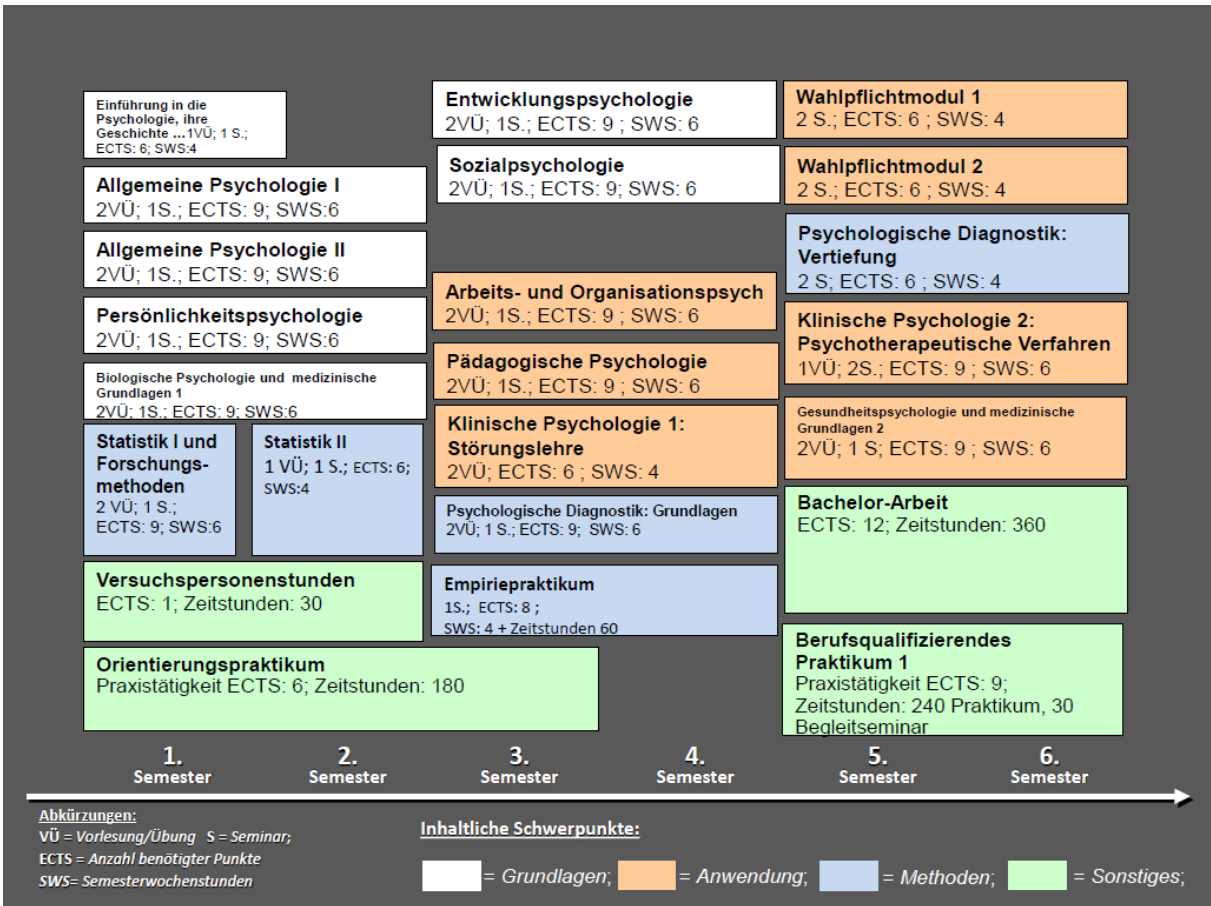 Einführung in die
Psychologie, ihre
Geschichte ...1VÜ; 1 S.;
ECTS: 6; SWS:4
Allgemeine Psychologie I
2VÜ; 1S.; ECTS: 9; SWS:6
Allgemeine Psychologie II
2VÜ; 1S.; ECTS: 9; SWS:6
Persönlichkeitspsychologie
2VÜ; 1S.; ECTS: 9; SWS:6
Biologische Psychologie und medizinische
Grundlagen 1
2VÜ; 1S.; ECTS: 9; SWS:6
Statistik I und
Forschungs-
methoden
2 VÜ; 1 S.;
ECTS: 9; SWS:6
Statistik II
1 VÜ; 1 S.; ECTS: 6;
SWS:4
Versuchspersonenstunden
ECTS: 1; Zeitstunden: 30
Orientierungspraktikum
Praxistätigkeit ECTS: 6; Zeitstunden: 180
Entwicklungspsychologie
2VÜ; 1S.; ECTS: 9 ; SWS: 6
Sozialpsychologie
2VÜ; 1S.; ECTS: 9; SWS: 6
Arbeits- und Organisationspsych
2VÜ; 1S.; ECTS: 9 ; SWS: 6
Pädagogische Psychologie
2VÜ; 1S.; ECTS: 9 ; SWS: 6
Klinische Psychologie 1:
Störungslehre
2VÜ; ECTS: 6 ; SWS: 4
Psychologische Diagnostik: Grundlagen
2VÜ; 1 S.; ECTS: 9; SWS: 6
Empiriepraktikum
1S.; ECTS: 8 ;
SWS: 4 + Zeitstunden 60
Wahlpflichtmodul 1
2 S.; ECTS: 6 ; SWS: 4
Wahlpflichtmodul 2
2 S.; ECTS: 6 ; SWS: 4
Psychologische Diagnostik:
Vertiefung
2 S; ECTS: 6 ; SWS: 4
Klinische Psychologie 2:
Psychotherapeutische Verfahren
1VÜ; 2S.; ECTS: 9 ; SWS: 6
Gesundheitspsychologie und medizinische
Grundlagen 2
2VÜ; 1 S; ECTS: 9 ; SWS: 6
Bachelor-Arbeit
ECTS: 12; Zeitstunden: 360
Berufsqualifizierendes
Praktikum 1
Praxistätigkeit ECTS: 9;
Zeitstunden: 240 Praktikum, 30
Begleitseminar
1.
Semester
2.
Semester
3.
Semester
4.
Semester
5.
Semester
6.
Semester
Abkürzungen:
VÜ = Vorlesung/Übung S = Seminar;
ECTS = Anzahl benötigter Punkte
SWS= Semesterwochenstunden
Inhaltliche Schwerpunkte:
= Grundlagen;
= Anwendung;
= Methoden;
= Sonstiges;